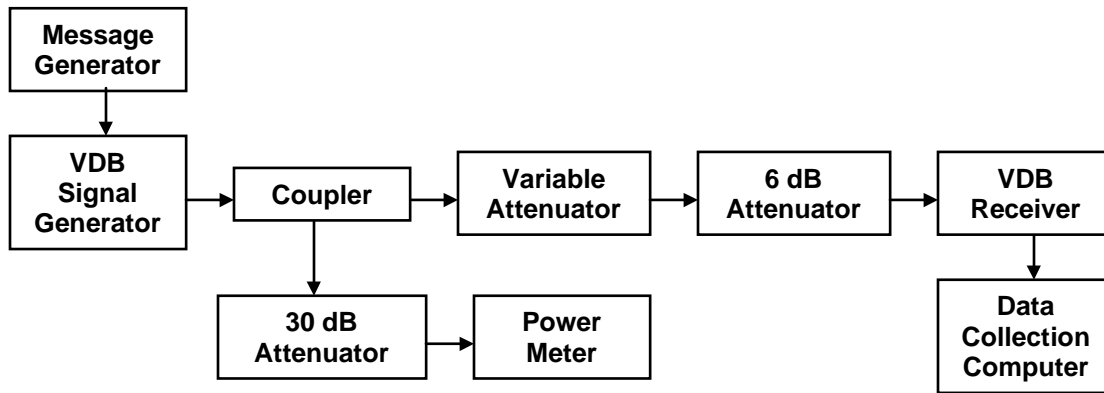 Message
Generator
VDB
Signal
Generator
Coupler
Variable
Attenuator
6 dB
Attenuator
VDB
Receiver
30 dB
Attenuator
Power
Meter
Data
Collection
Computer